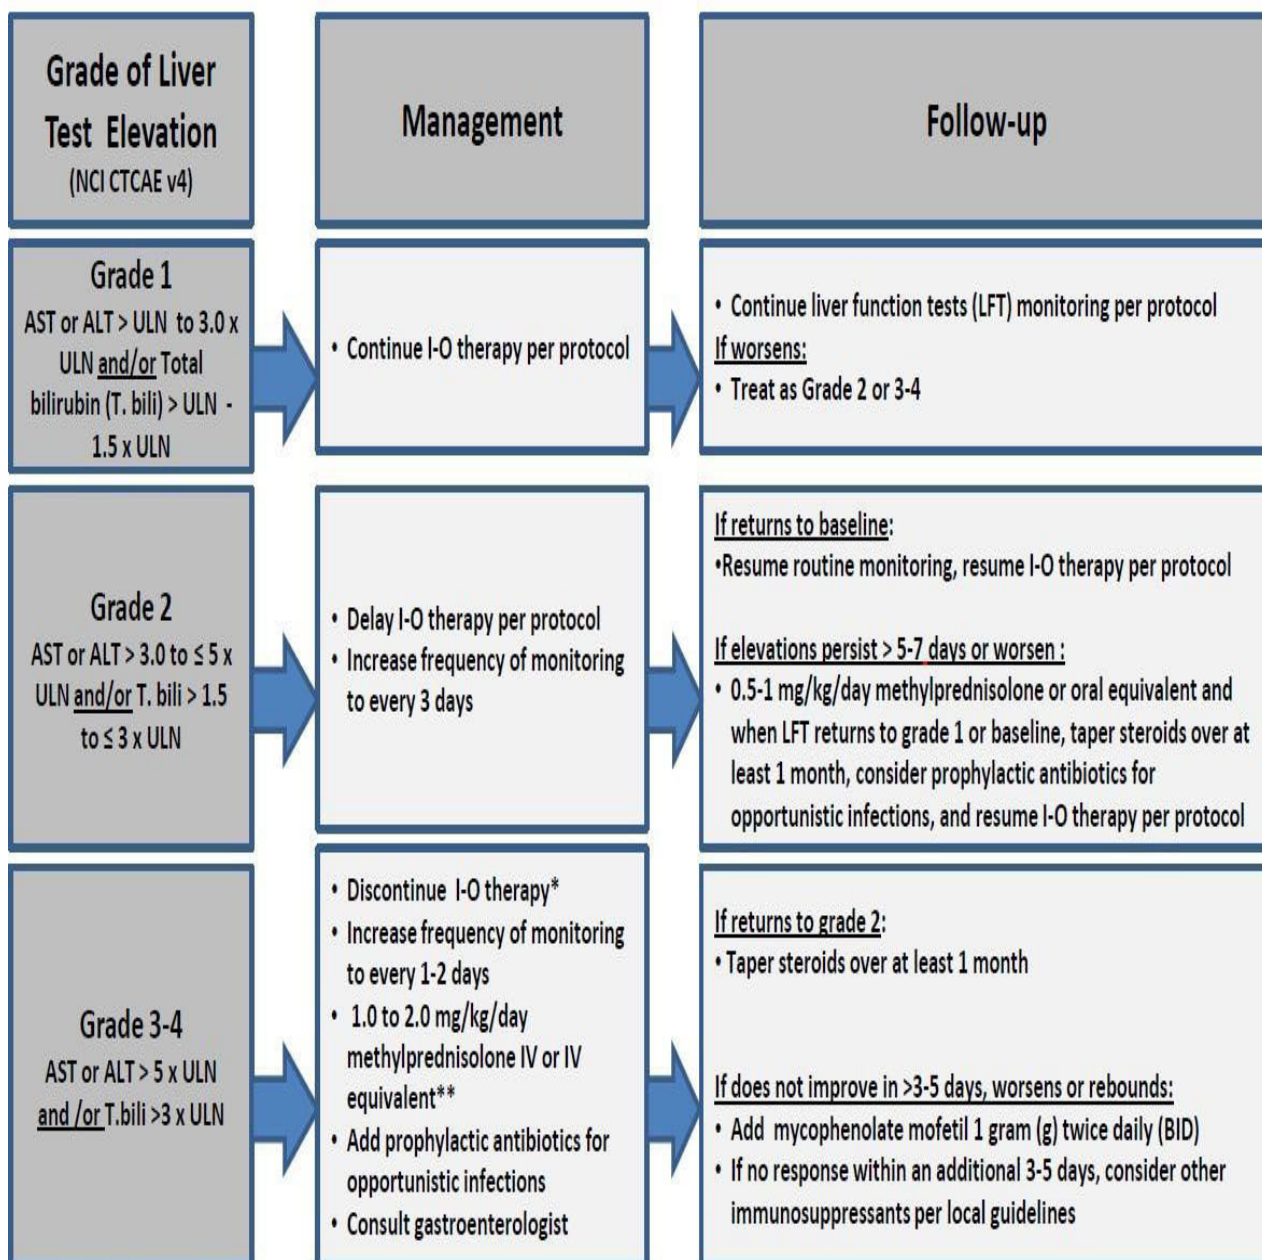 Grade of Liver
Test Elevation
(NCI CTCAE v4)
Management
Follow-up
Grade 1
AST or ALT > ULN to 3.0 x
ULN and/or Total
bilirubin (T. bili) > ULN -
1.5 x ULN
• Continue I-O therapy per protocol
• Continue liver function tests (LFT) monitoring per protocol
If worsens:
• Treat as Grade 2 or 3-4
Grade 2
AST or ALT > 3.0 to ≤ 5 x
ULN and/or T. bili > 1.5
to ≤ 3 x ULN
• Delay I-O therapy per protocol
• Increase frequency of monitoring
to every 3 days
If returns to baseline:
•Resume routine monitoring, resume I-O therapy per protocol
If elevations persist > 5-7 days or worsen :
• 0.5-1 mg/kg/day methylprednisolone or oral equivalent and
when LFT returns to grade 1 or baseline, taper steroids over at
least 1 month, consider prophylactic antibiotics for
opportunistic infections, and resume I-O therapy per protocol
Grade 3-4
AST or ALT > 5 x ULN
and /or T.bili >3 x ULN
• Discontinue I-O therapy*
• Increase frequency of monitoring
to every 1-2 days
• 1.0 to 2.0 mg/kg/day
methylprednisolone IV or IV
equivalent**
• Add prophylactic antibiotics for
opportunistic infections
• Consult gastroenterologist
If returns to grade 2:
• Taper steroids over at least 1 month
If does not improve in >3-5 days, worsens or rebounds:
• Add mycophenolate mofetil 1 gram (g) twice daily (BID)
• If no response within an additional 3-5 days, consider other
immunosuppressants per local guidelines